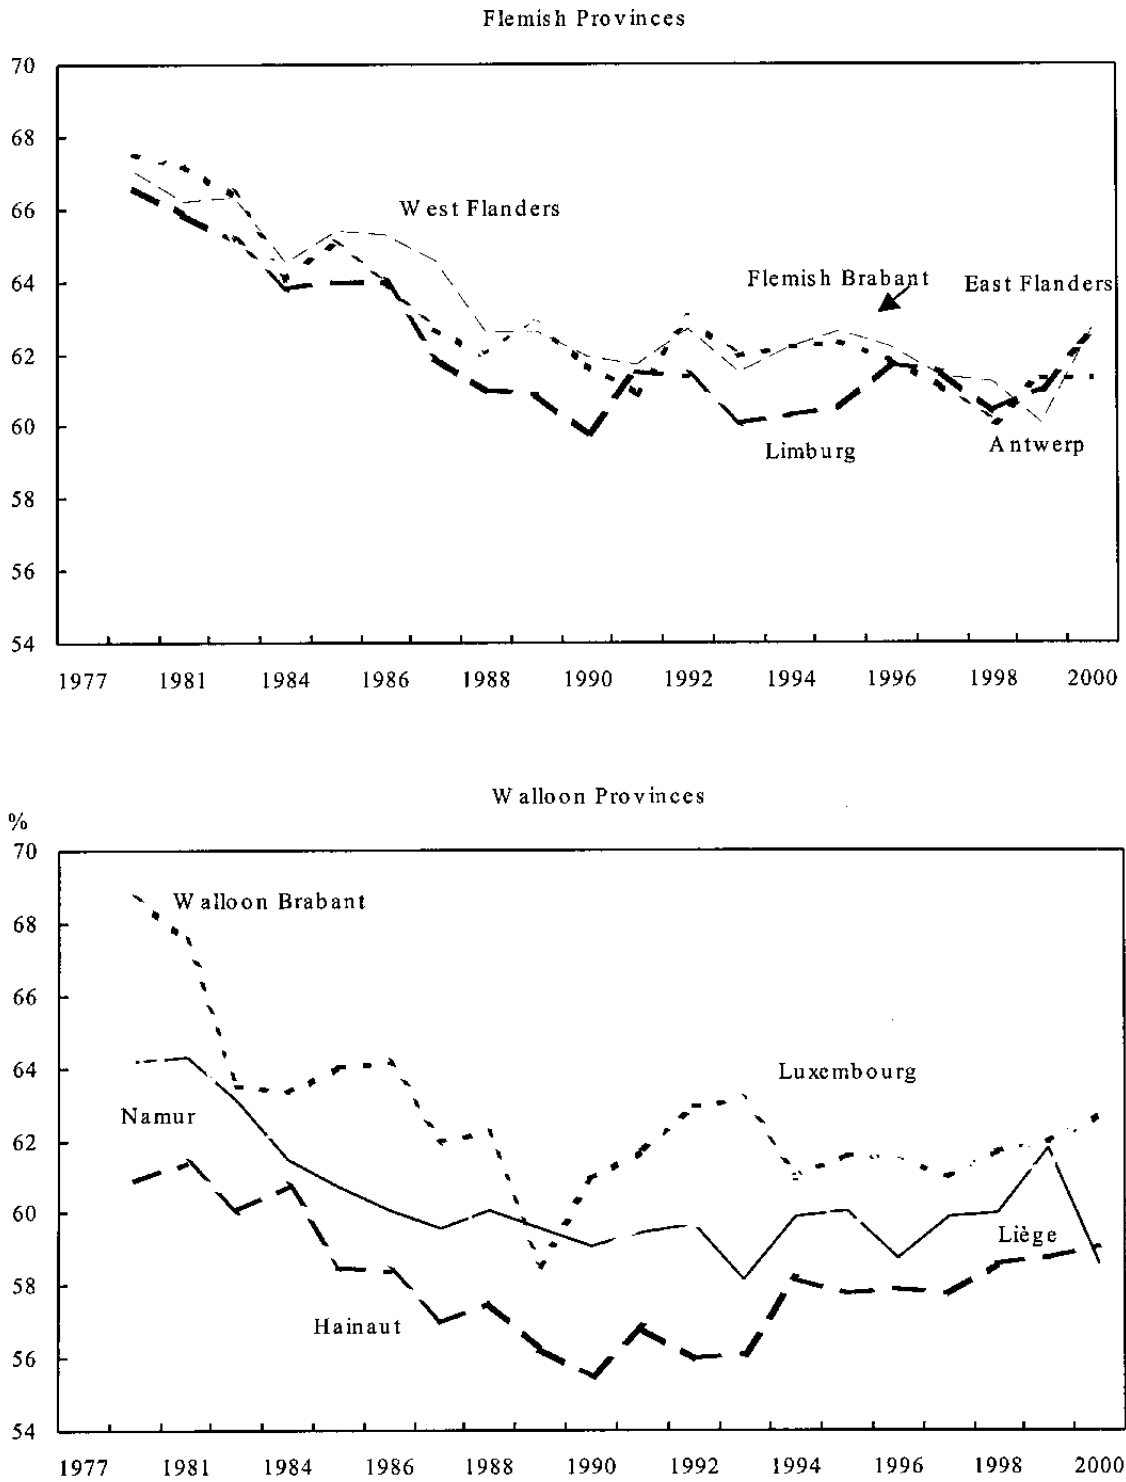 Flemish Provinces
70
68
66
64
62
60
58
56
54
West Flanders
Flemish Brabant
East Flanders
Limburg
Antwerp
1977 1981 1984 1986 1988 1990 1992 1994 1996 1998 2000
Walloon Provinces
%
70
68
66
64
62
60
58
56
54
Walloon Brabant
Luxembourg
Namur
Liège
Hainaut
1977 1981 1984 1986 1988 1990 1992 1994 1996 1998 2000